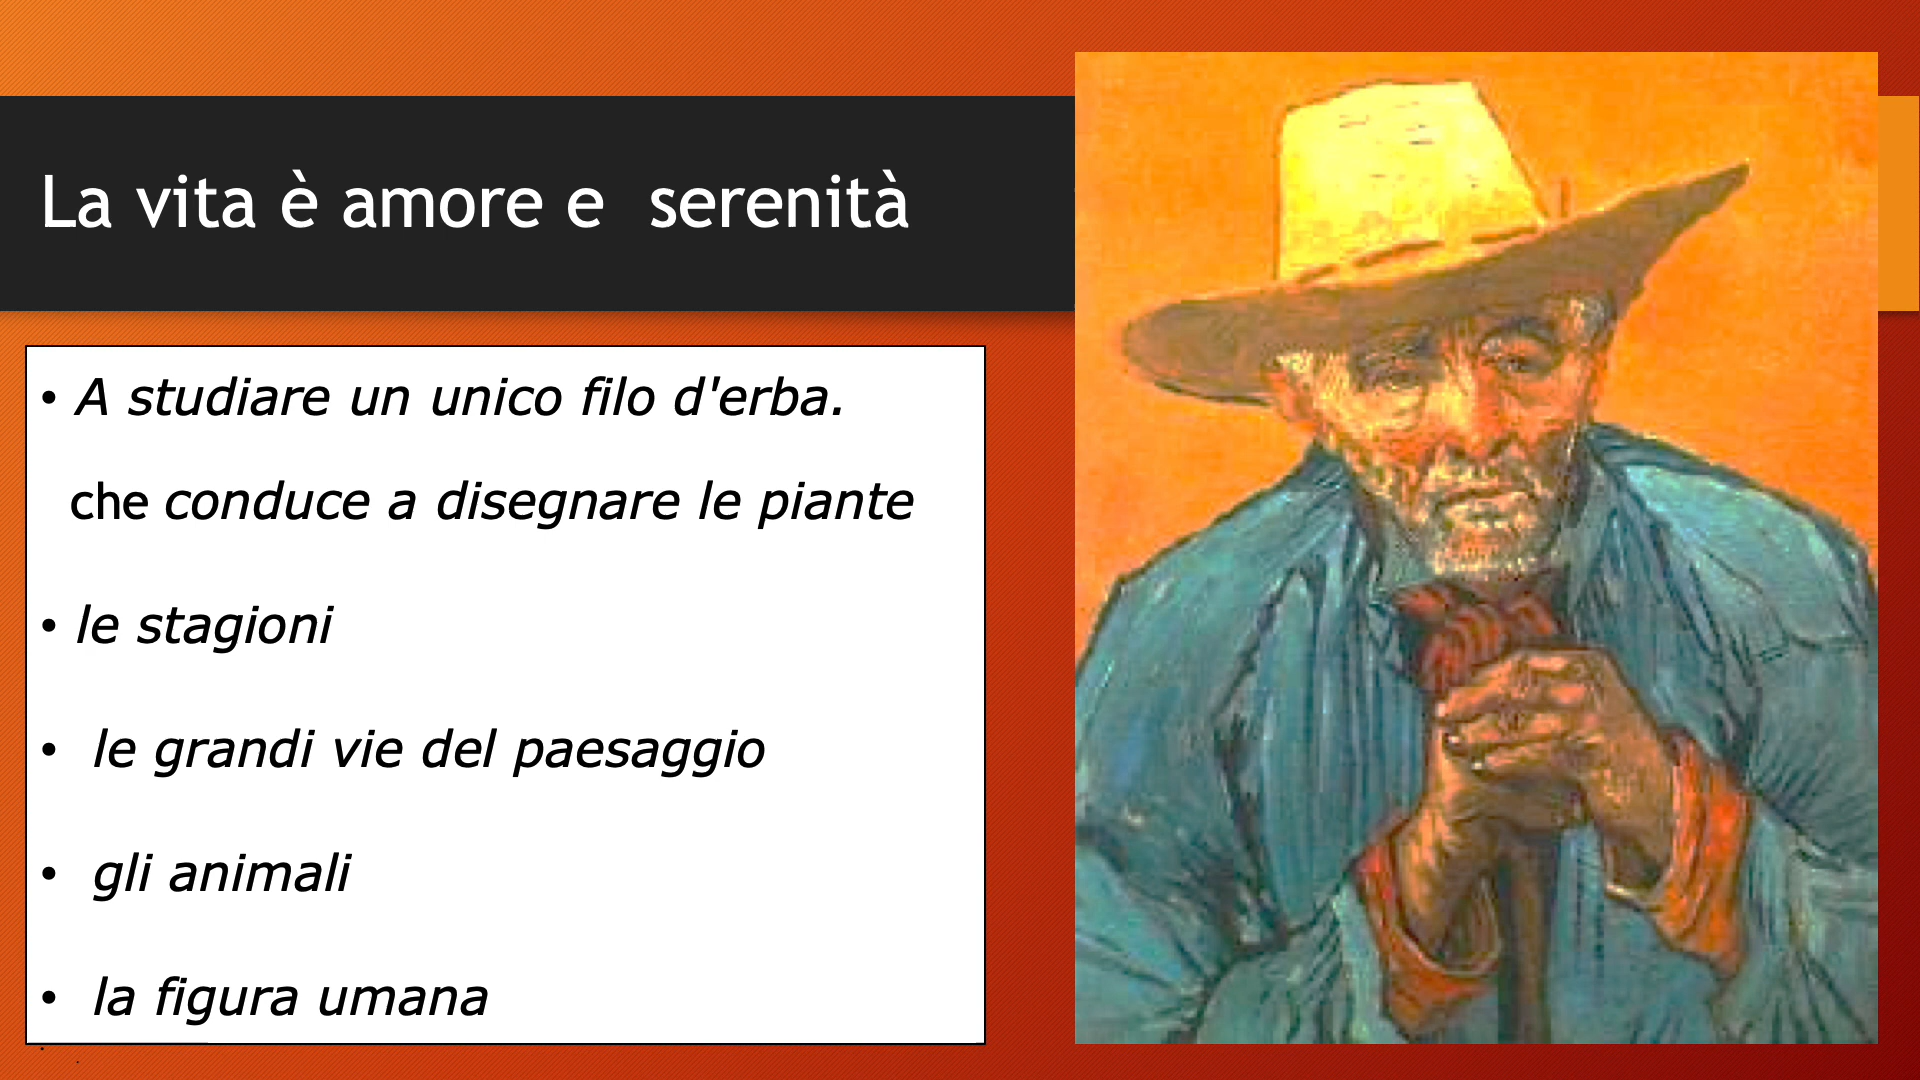 La vita è amore e  serenità
• A studiare un unico filo d'erba.
che conduce a disegnare le piante
• le stagioni
• le grandi vie del paesaggio
• gli animali
• la figura umana